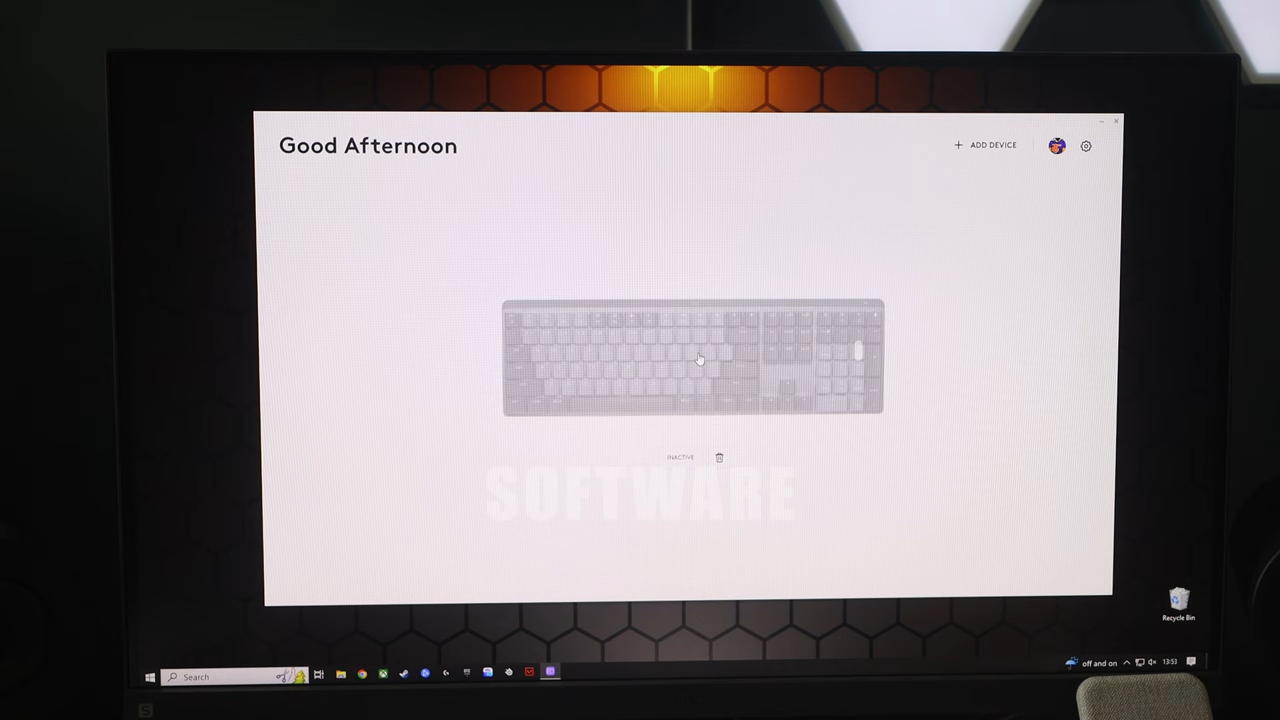 Good Afternoon
+ ADD DEVICE
INACTIVE
SOFTWARE
Recycle Bin
Search
off and on
13:53